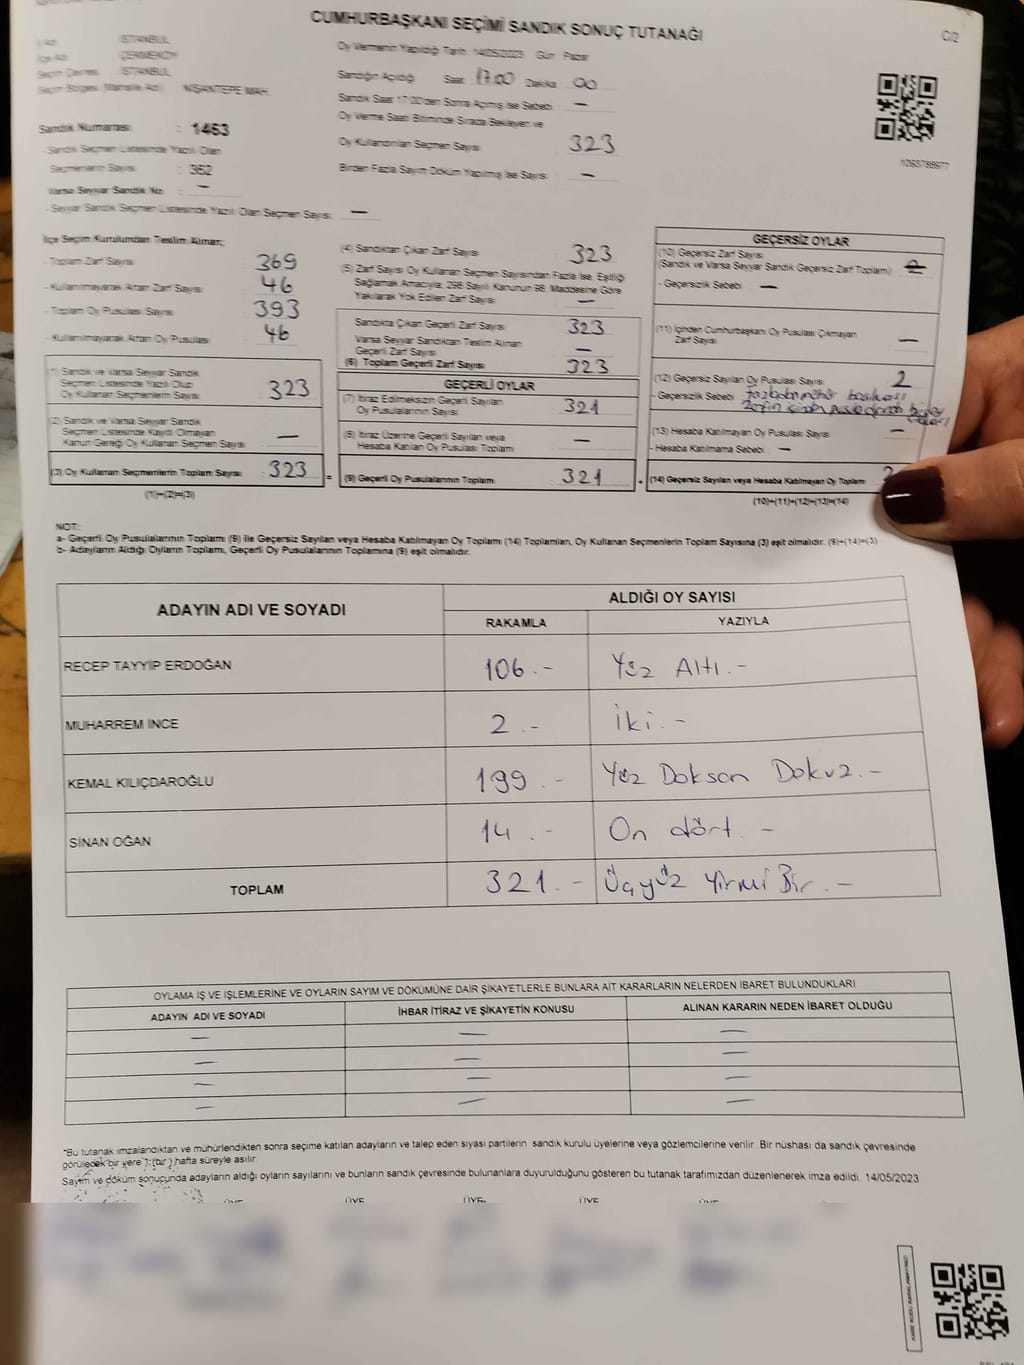 CUMHURBAŞKANI SEÇİMİ SANDIK SONUÇ TUTANAĞI
C/2
İl Adı : İSTANBUL
İlçe Adı : ÇEKMEKÖY
Seçim Çevresi : İSTANBUL
Seçim Bölgesi (Mahalle Adı) : NİŞANTEPE MAH.
Oy Vermenin Yapıldığı Tarih 14/05/2023 Gün Pazar
Sandığın Açıldığı Saat 17.00 Dakika 00
Sandık Saat 17:00'den Sonra Açılmış İse Sebebi —
Oy Verme Saati Bitiminde Sırada Bekleyen ve
Oy Kullandırılan Seçmen Sayısı 323
Birden Fazla Sayım Döküm Yapılmış İse Sayısı —
Sandık Numarası : 1463
- Sandık Seçmen Listesinde Yazılı Olan
Seçmenlerin Sayısı : 352
Varsa Seyyar Sandık No : —
- Seyyar Sandık Seçmen Listesinde Yazılı Olan Seçmen Sayısı —
İlçe Seçim Kurulundan Teslim Alınan;
- Toplam Zarf Sayısı : 369
- Kullanılmayarak Artan Zarf Sayısı : 46
- Toplam Oy Pusulası Sayısı : 393
- Kullanılmayarak Artan Oy Pusulası : 46
(1) Sandık ve Varsa Seyyar Sandık
Seçmen Listesinde Yazılı Olup
Oy Kullanan Seçmenlerin Sayısı : 323
(2) Sandık ve Varsa Seyyar Sandık
Seçmen Listesinde Kayıtlı Olmayan
Kanun Gereği Oy Kullanan Seçmen Sayısı : —
(3) Oy Kullanan Seçmenlerin Toplam Sayısı : 323
(1)+(2)=(3)
(4) Sandıktan Çıkan Zarf Sayısı 323
(5) Zarf Sayısı Oy Kullanan Seçmen Sayısından Fazla İse, Eşitliği
Sağlamak Amacıyla; 298 Sayılı Kanunun 98. Maddesine Göre
Yakılarak Yok Edilen Zarf Sayısı —
Sandıkta Çıkan Geçerli Zarf Sayısı 323
Varsa Seyyar Sandıktan Teslim Alınan
Geçerli Zarf Sayısı —
(6) Toplam Geçerli Zarf Sayısı 323
GEÇERLİ OYLAR
(7) İtiraz Edilmeksizin Geçerli Sayılan
Oy Pusulalarının Sayısı 321
(8) İtiraz Üzerine Geçerli Sayılan veya
Hesaba Katılan Oy Pusulası Toplamı —
(9) Geçerli Oy Pusulalarının Toplamı 321
GEÇERSİZ OYLAR
(10) Geçersiz Zarf Sayısı
(Sandık ve Varsa Seyyar Sandık Geçersiz Zarf Toplamı)
- Geçersizlik Sebebi —
(11) İçinden Cumhurbaşkanı Oy Pusulası Çıkmayan
Zarf Sayısı —
(12) Geçersiz Sayılan Oy Pusulası Sayısı 2
- Geçersizlik Sebebi
(13) Hesaba Katılmayan Oy Pusulası Sayısı —
- Hesaba Katılmama Sebebi —
(14) Geçersiz Sayılan veya Hesaba Katılmayan Oy Toplamı
(10)+(11)+(12)+(13)=(14)
NOT:
a- Geçerli Oy Pusulalarının Toplamı (9) ile Geçersiz Sayılan veya Hesaba Katılmayan Oy Toplamı (14) Toplamları, Oy Kullanan Seçmenlerin Toplam Sayısına (3) eşit olmalıdır. (9)+(14)=(3)
b- Adayların Aldığı Oyların Toplamı, Geçerli Oy Pusulalarının Toplamına (9) eşit olmalıdır.
ADAYIN ADI VE SOYADI
ALDIĞI OY SAYISI
RAKAMLA YAZIYLA
RECEP TAYYİP ERDOĞAN 106.- Yüz Altı.-
MUHARREM İNCE 2.- İki.-
KEMAL KILIÇDAROĞLU 199.- Yüz Doksan Dokuz.-
SİNAN OĞAN 14.- On dört.-
TOPLAM 321.- Üçyüz Yirmi Bir.-
OYLAMA İŞ VE İŞLEMLERİNE VE OYLARIN SAYIM VE DÖKÜMÜNE DAİR ŞİKAYETLERLE BUNLARA AİT KARARLARIN NELERDEN İBARET BULUNDUKLARI
ADAYIN ADI VE SOYADI İHBAR İTİRAZ VE ŞİKAYETİN KONUSU ALINAN KARARIN NEDEN İBARET OLDUĞU
— — —
— — —
— — —
— — —
*Bu tutanak imzalandıktan ve mühürlendikten sonra seçime katılan adayların ve talep eden siyasi partilerin sandık kurulu üyelerine veya gözlemcilerine verilir. Bir nüshası da sandık çevresinde
görülecek bir yere 1 (bir) hafta süreyle asılır.
Sayım ve döküm sonucunda adayların aldığı oyların sayılarını ve bunların sandık çevresinde bulunanlara duyurulduğunu gösteren bu tutanak tarafımızdan düzenlenerek imza edildi. 14/05/2023
ÜYE ÜYE ÜYE ÜYE ÜYE